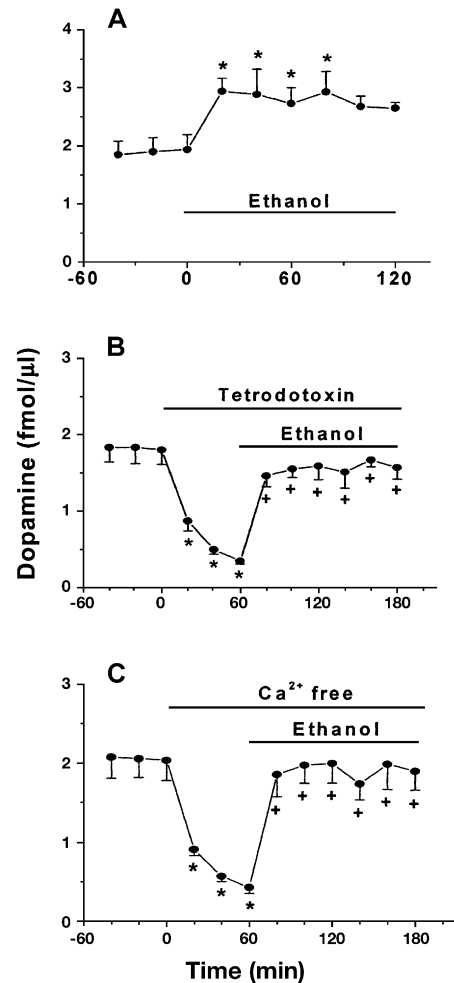 A
4
3
2
1
0
* * * *
Ethanol
-60 0 60 120
Dopamine (fmol/µl)
B
3
2
1
0
Tetrodotoxin
Ethanol
* * *
+ + + + + +
-60 0 60 120 180
C
3
2
1
0
Ca2+ free
Ethanol
* * *
+ + + + + +
-60 0 60 120 180
Time (min)